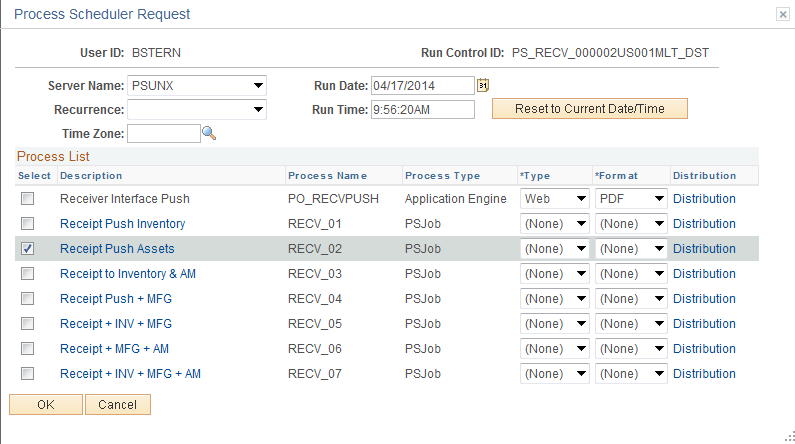 Process Scheduler Request
User ID: BSTERN Run Control ID: PS_RECV_000002US001MLT_DST
Server Name: PSUNX Run Date: 04/17/2014 31
Recurrence: Run Time: 9:56:20AM Reset to Current Date/Time
Time Zone:
Process List
Select Description Process Name Process Type *Type *Format Distribution
Receiver Interface Push PO_RECVPUSH Application Engine Web PDF Distribution
Receipt Push Inventory RECV_01 PSJob (None) (None) Distribution
Receipt Push Assets RECV_02 PSJob (None) (None) Distribution
Receipt to Inventory & AM RECV_03 PSJob (None) (None) Distribution
Receipt Push + MFG RECV_04 PSJob (None) (None) Distribution
Receipt + INV + MFG RECV_05 PSJob (None) (None) Distribution
Receipt + MFG + AM RECV_06 PSJob (None) (None) Distribution
Receipt + INV + MFG + AM RECV_07 PSJob (None) (None) Distribution
OK Cancel